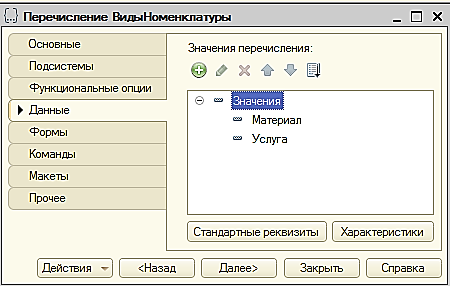 Перечисление ВидыНоменклатуры
Основные
Подсистемы
Функциональные опции
Данные
Формы
Команды
Макеты
Прочее
Значения перечисления:
Значения
Материал
Услуга
Стандартные реквизиты
Характеристики
Действия
<Назад
Далее>
Закрыть
Справка